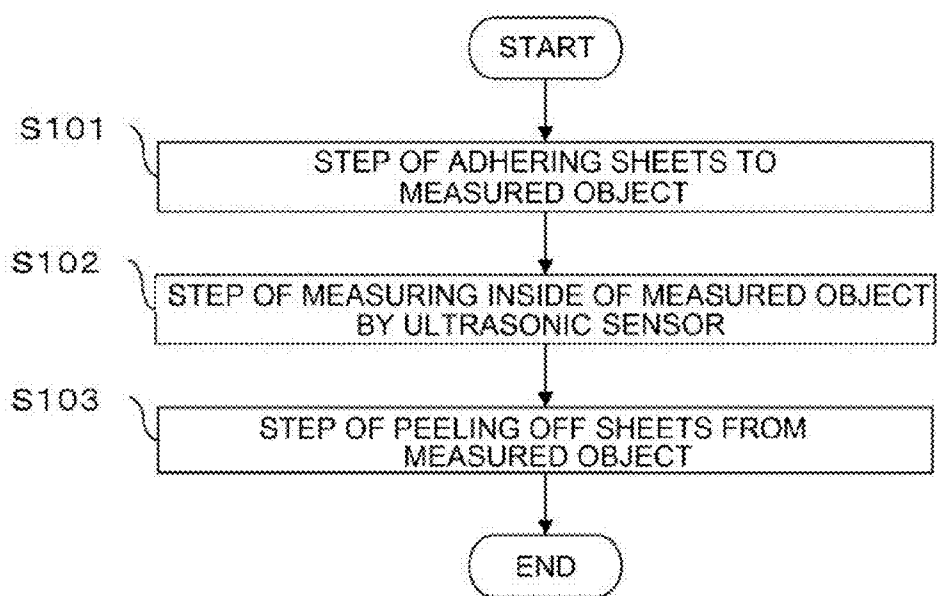 START
S101
STEP OF ADHERING SHEETS TO
MEASURED OBJECT
S102
STEP OF MEASURING INSIDE OF MEASURED OBJECT
BY ULTRASONIC SENSOR
S103
STEP OF PEELING OFF SHEETS FROM
MEASURED OBJECT
END